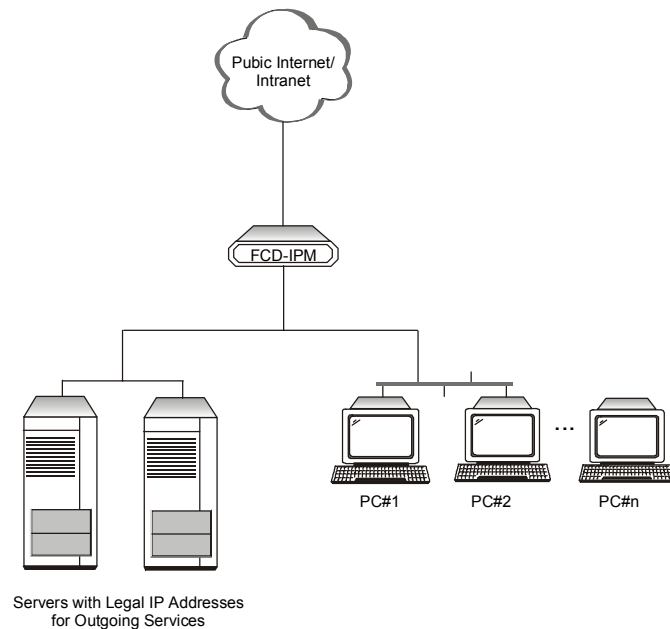 Pubic Internet/
Intranet
FCD-IPM
...
PC#1 PC#2 PC#n
Servers with Legal IP Addresses
for Outgoing Services